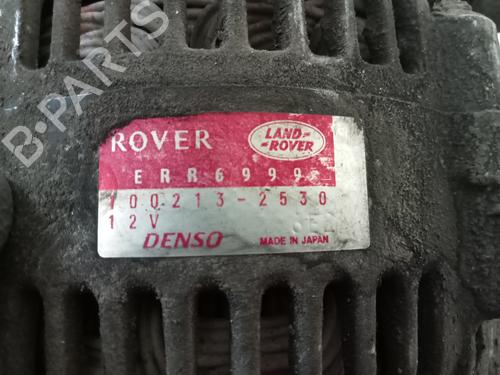 B-PARTS
ROVER
LAND-
-ROVER
ERR6999
100213-2530
12V
DENSO
MADE IN JAPAN